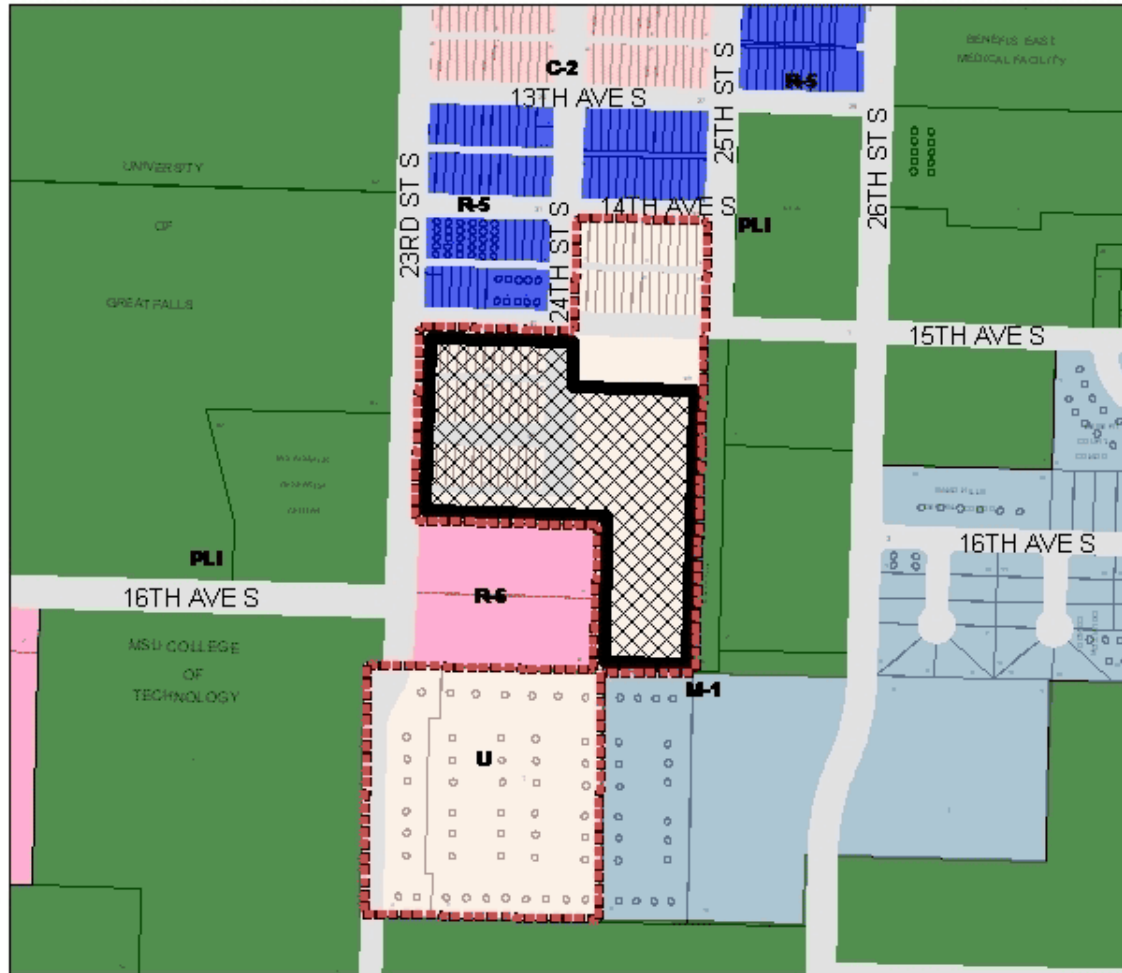 BENEFIS EAST
MEDICAL FACILITY
C-2
R-5
13TH AVE S
25TH ST S
26TH ST S
UNIVERSITY
OF
GREAT FALLS
23RD ST S
R-5
24TH ST S
14TH AVE S
PLI
15TH AVE S
PLI
16TH AVE S
R-6
16TH AVE S
MSU COLLEGE
OF
TECHNOLOGY
M-1
U